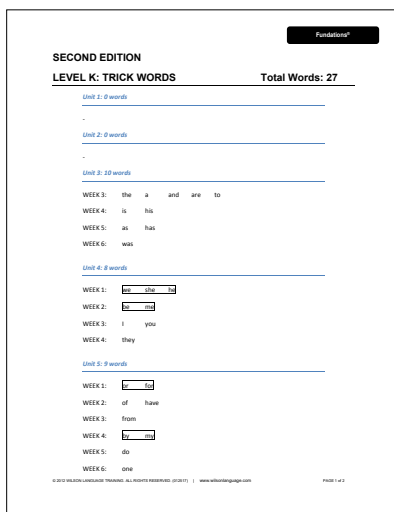 Fundations®
SECOND EDITION
LEVEL K: TRICK WORDS Total Words: 27
Unit 1: 0 words
-
Unit 2: 0 words
-
Unit 3: 10 words
WEEK 3: the a and are to
WEEK 4: is his
WEEK 5: as has
WEEK 6: was
Unit 4: 8 words
WEEK 1: we she he
WEEK 2: be me
WEEK 3: I you
WEEK 4: they
Unit 5: 9 words
WEEK 1: or for
WEEK 2: of have
WEEK 3: from
WEEK 4: by my
WEEK 5: do
WEEK 6: one
© 2012 WILSON LANGUAGE TRAINING. ALL RIGHTS RESERVED. (012017) | www.wilsonlanguage.com PAGE 1 of 2